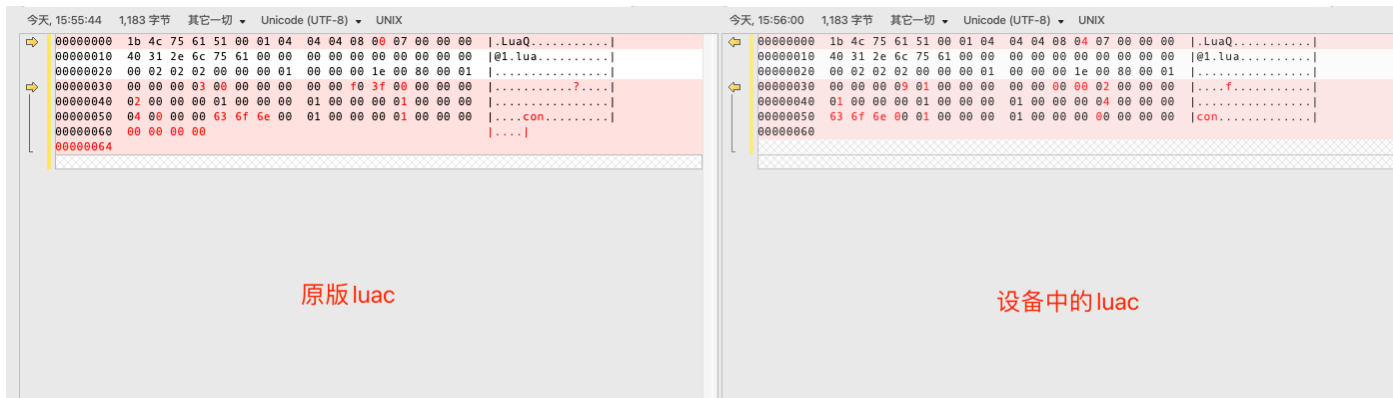 今天, 15:55:44 1,183 字节 其它一切 Unicode (UTF-8) UNIX
00000000 1b 4c 75 61 51 00 01 04 04 04 08 00 07 00 00 00 |.LuaQ...........|
00000010 40 31 2e 6c 75 61 00 00 00 00 00 00 00 00 00 00 |@1.lua..........|
00000020 00 02 02 02 00 00 00 01 00 00 00 1e 00 80 00 01 |................|
00000030 00 00 00 03 00 00 00 00 00 00 f0 3f 00 00 00 00 |...........?....|
00000040 02 00 00 00 01 00 00 00 01 00 00 00 01 00 00 00 |................|
00000050 04 00 00 00 63 6f 6e 00 01 00 00 00 01 00 00 00 |....con.........|
00000060 00 00 00 00 |....|
00000064
原版luac
今天, 15:56:00 1,183 字节 其它一切 Unicode (UTF-8) UNIX
00000000 1b 4c 75 61 51 00 01 04 04 04 08 04 07 00 00 00 |.LuaQ...........|
00000010 40 31 2e 6c 75 61 00 00 00 00 00 00 00 00 00 00 |@1.lua..........|
00000020 00 02 02 02 00 00 00 01 00 00 00 1e 00 80 00 01 |................|
00000030 00 00 00 09 01 00 00 00 00 00 00 00 02 00 00 00 |....f...........|
00000040 01 00 00 00 01 00 00 00 01 00 00 00 04 00 00 00 |................|
00000050 63 6f 6e 00 01 00 00 00 01 00 00 00 00 00 00 00 |con.............|
00000060
设备中的luac